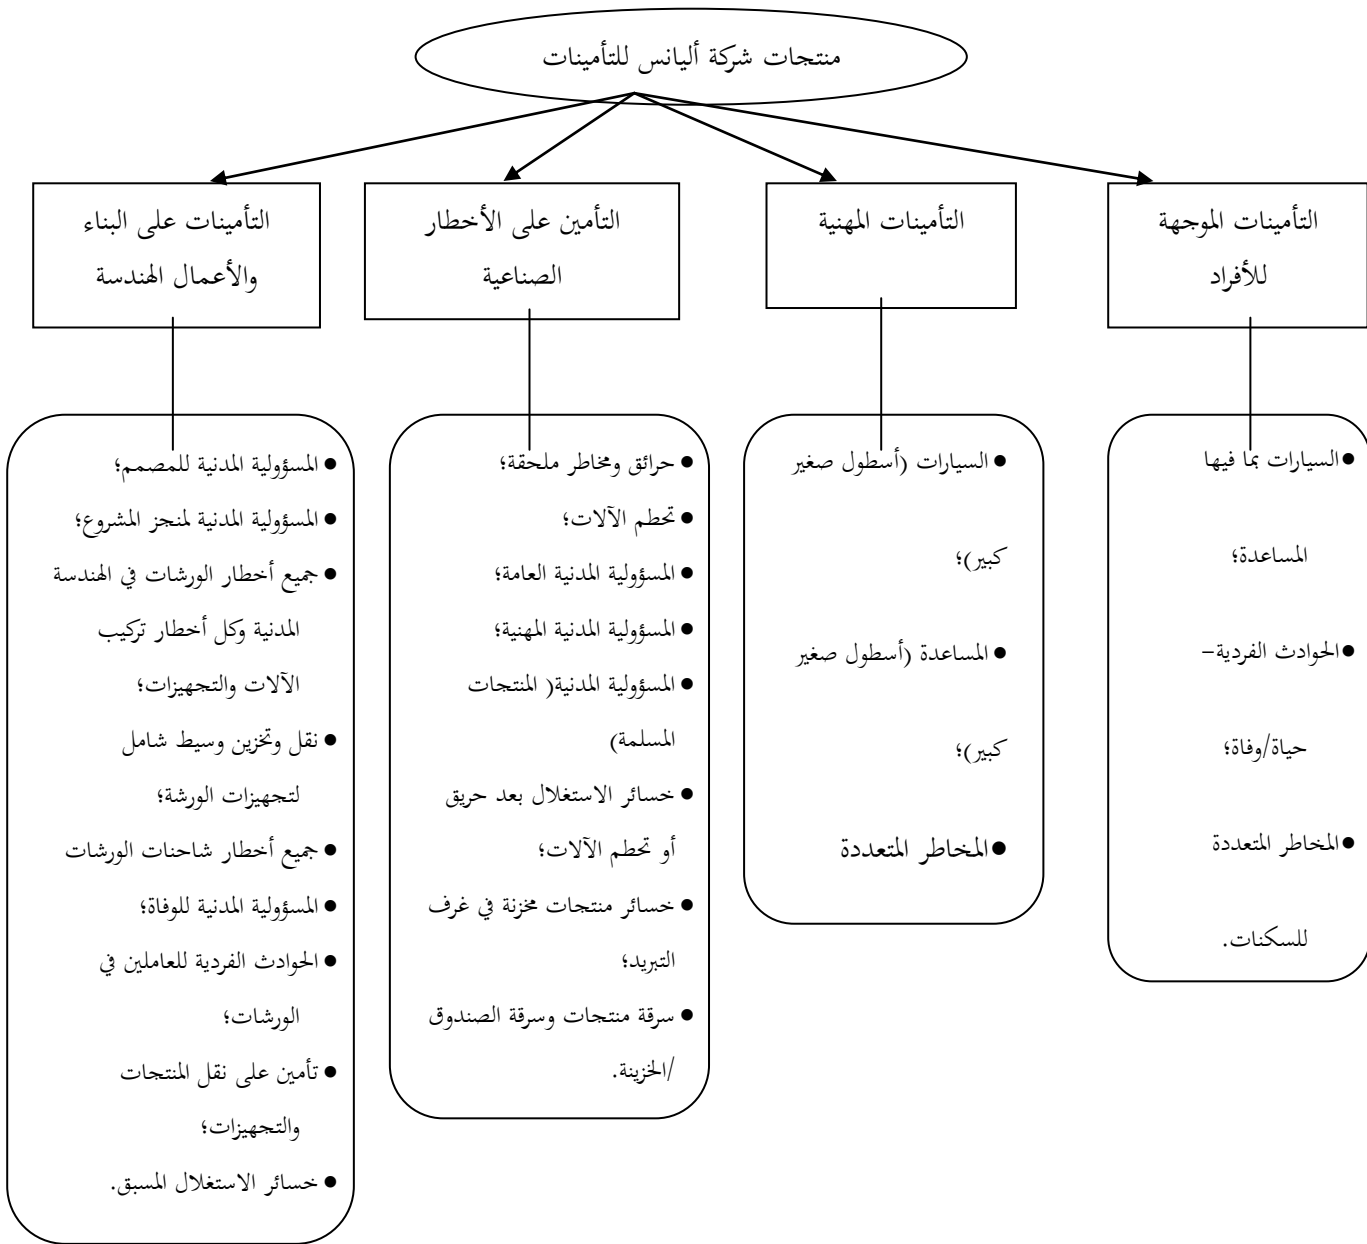 منتجات شركة أليانس للتأمينات
التأمينات الموجهة
للأفراد
التأمينات المهنية
التأمين على الأخطار
الصناعية
التأمينات على البناء
والأعمال الهندسة
●السيارات بما فيها
المساعدة؛
●الحوادث الفردية–
حياة/وفاة؛
●المخاطر المتعددة
للسكنات.
● السيارات (أسطول صغير
كبير)؛
● المساعدة (أسطول صغير
كبير)؛
●المخاطر المتعددة
● حرائق ومخاطر ملحقة؛
● تحطم الآلات؛
● المسؤولية المدنية العامة؛
● المسؤولية المدنية المهنية؛
● المسؤولية المدنية( المنتجات
المسلمة)
● خسائر الاستغلال بعد حريق
أو تحطم الآلات؛
● خسائر منتجات مخزنة في غرف
التبريد؛
● سرقة منتجات وسرقة الصندوق
/الخزينة.
● المسؤولية المدنية للمصمم؛
● المسؤولية المدنية لمنجز المشروع؛
● جميع أخطار الورشات في الهندسة
المدنية وكل أخطار تركيب
الآلات والتجهيزات؛
● نقل وتخزين وسيط شامل
لتجهيزات الورشة؛
● جميع أخطار شاحنات الورشات
● المسؤولية المدنية للوفاة؛
● الحوادث الفردية للعاملين في
الورشات؛
● تأمين على نقل المنتجات
والتجهيزات؛
● خسائر الاستغلال المسبق.